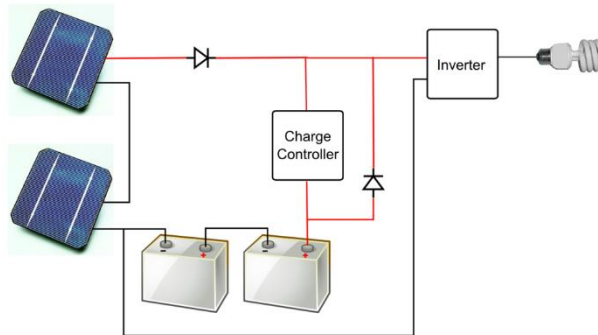 Inverter
Charge
Controller
-
+
-
+